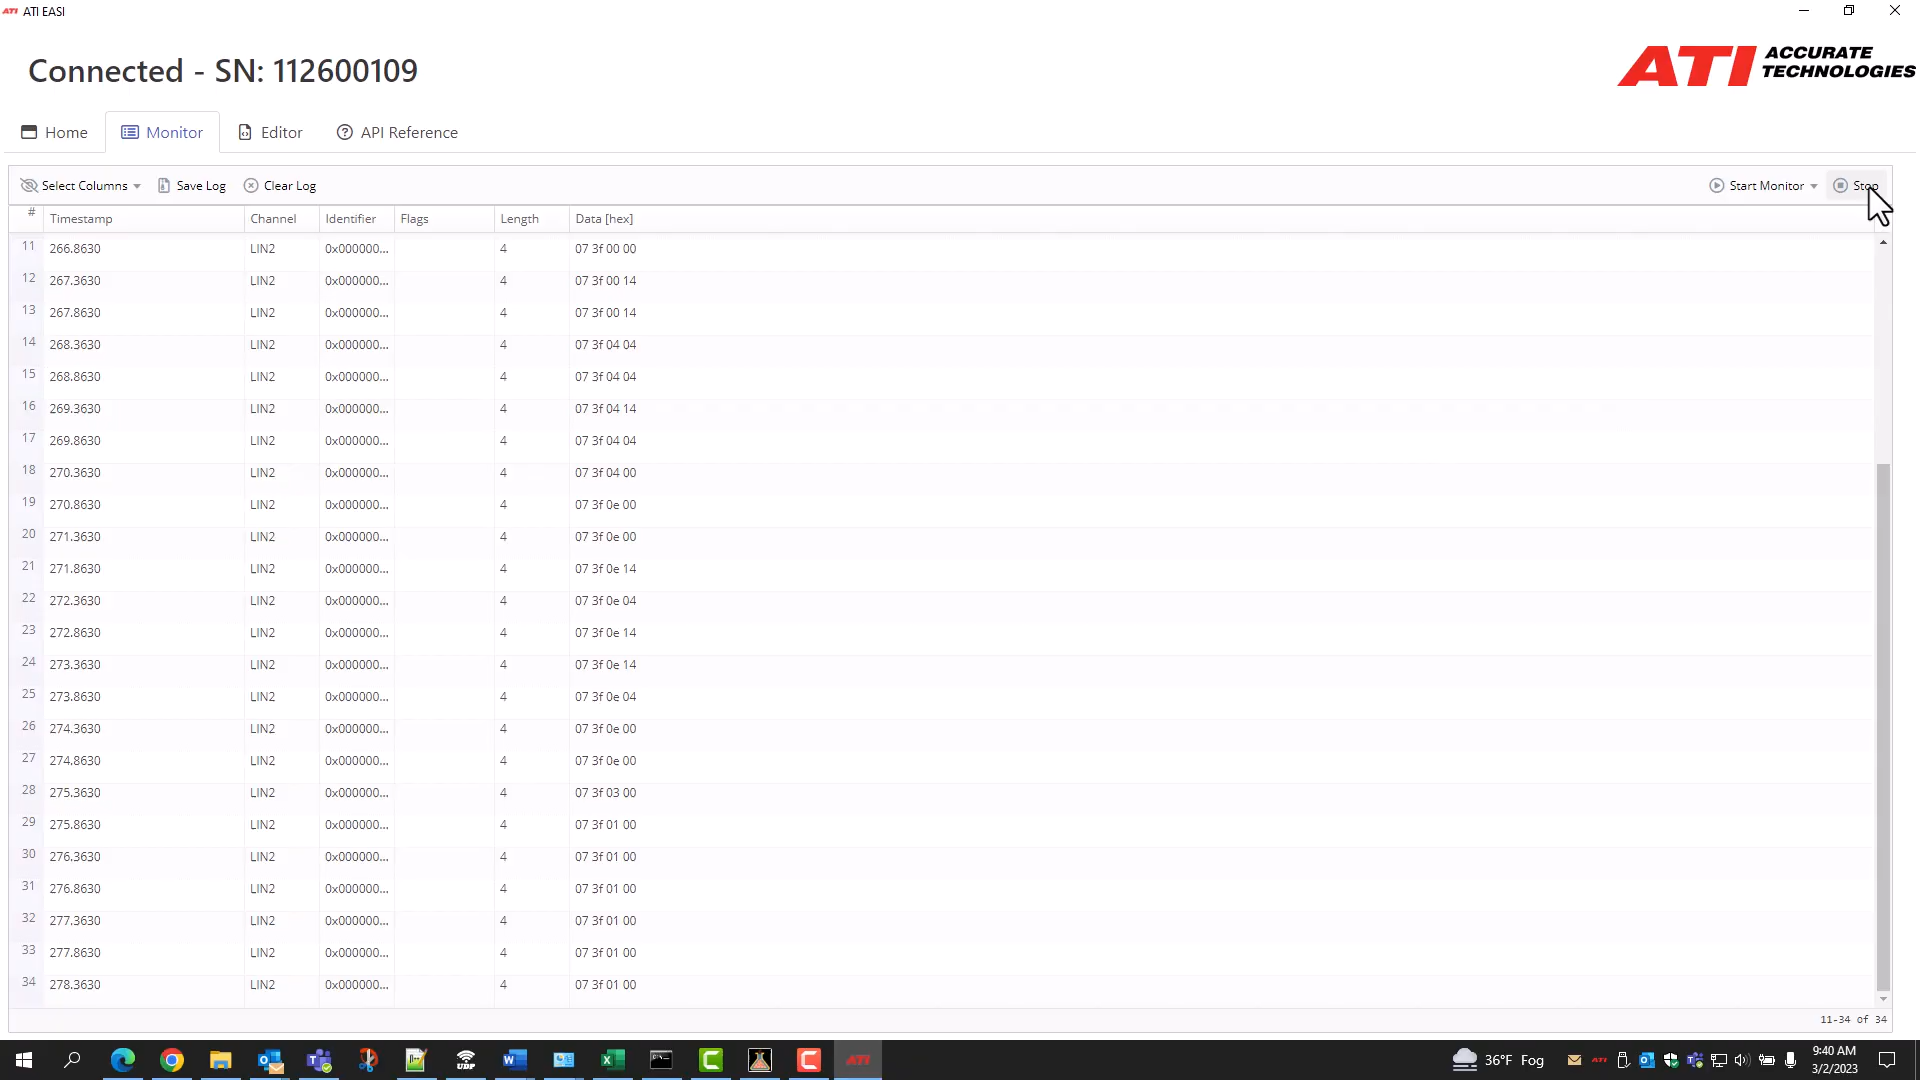 ATI ATI EASI
Connected - SN: 112600109
ATI ACCURATE TECHNOLOGIES
Home Monitor Editor API Reference
Select Columns Save Log Clear Log Start Monitor Stop
# Timestamp Channel Identifier Flags Length Data [hex]
11 266.8630 LIN2 0x000000... 4 07 3f 00 00
12 267.3630 LIN2 0x000000... 4 07 3f 00 14
13 267.8630 LIN2 0x000000... 4 07 3f 00 14
14 268.3630 LIN2 0x000000... 4 07 3f 04 04
15 268.8630 LIN2 0x000000... 4 07 3f 04 04
16 269.3630 LIN2 0x000000... 4 07 3f 04 14
17 269.8630 LIN2 0x000000... 4 07 3f 04 04
18 270.3630 LIN2 0x000000... 4 07 3f 04 00
19 270.8630 LIN2 0x000000... 4 07 3f 0e 00
20 271.3630 LIN2 0x000000... 4 07 3f 0e 00
21 271.8630 LIN2 0x000000... 4 07 3f 0e 14
22 272.3630 LIN2 0x000000... 4 07 3f 0e 04
23 272.8630 LIN2 0x000000... 4 07 3f 0e 14
24 273.3630 LIN2 0x000000... 4 07 3f 0e 14
25 273.8630 LIN2 0x000000... 4 07 3f 0e 04
26 274.3630 LIN2 0x000000... 4 07 3f 0e 00
27 274.8630 LIN2 0x000000... 4 07 3f 0e 00
28 275.3630 LIN2 0x000000... 4 07 3f 03 00
29 275.8630 LIN2 0x000000... 4 07 3f 01 00
30 276.3630 LIN2 0x000000... 4 07 3f 01 00
31 276.8630 LIN2 0x000000... 4 07 3f 01 00
32 277.3630 LIN2 0x000000... 4 07 3f 01 00
33 277.8630 LIN2 0x000000... 4 07 3f 01 00
34 278.3630 LIN2 0x000000... 4 07 3f 01 00
11-34 of 34
UDP ATI 36°F Fog ATI 9:40 AM
3/2/2023